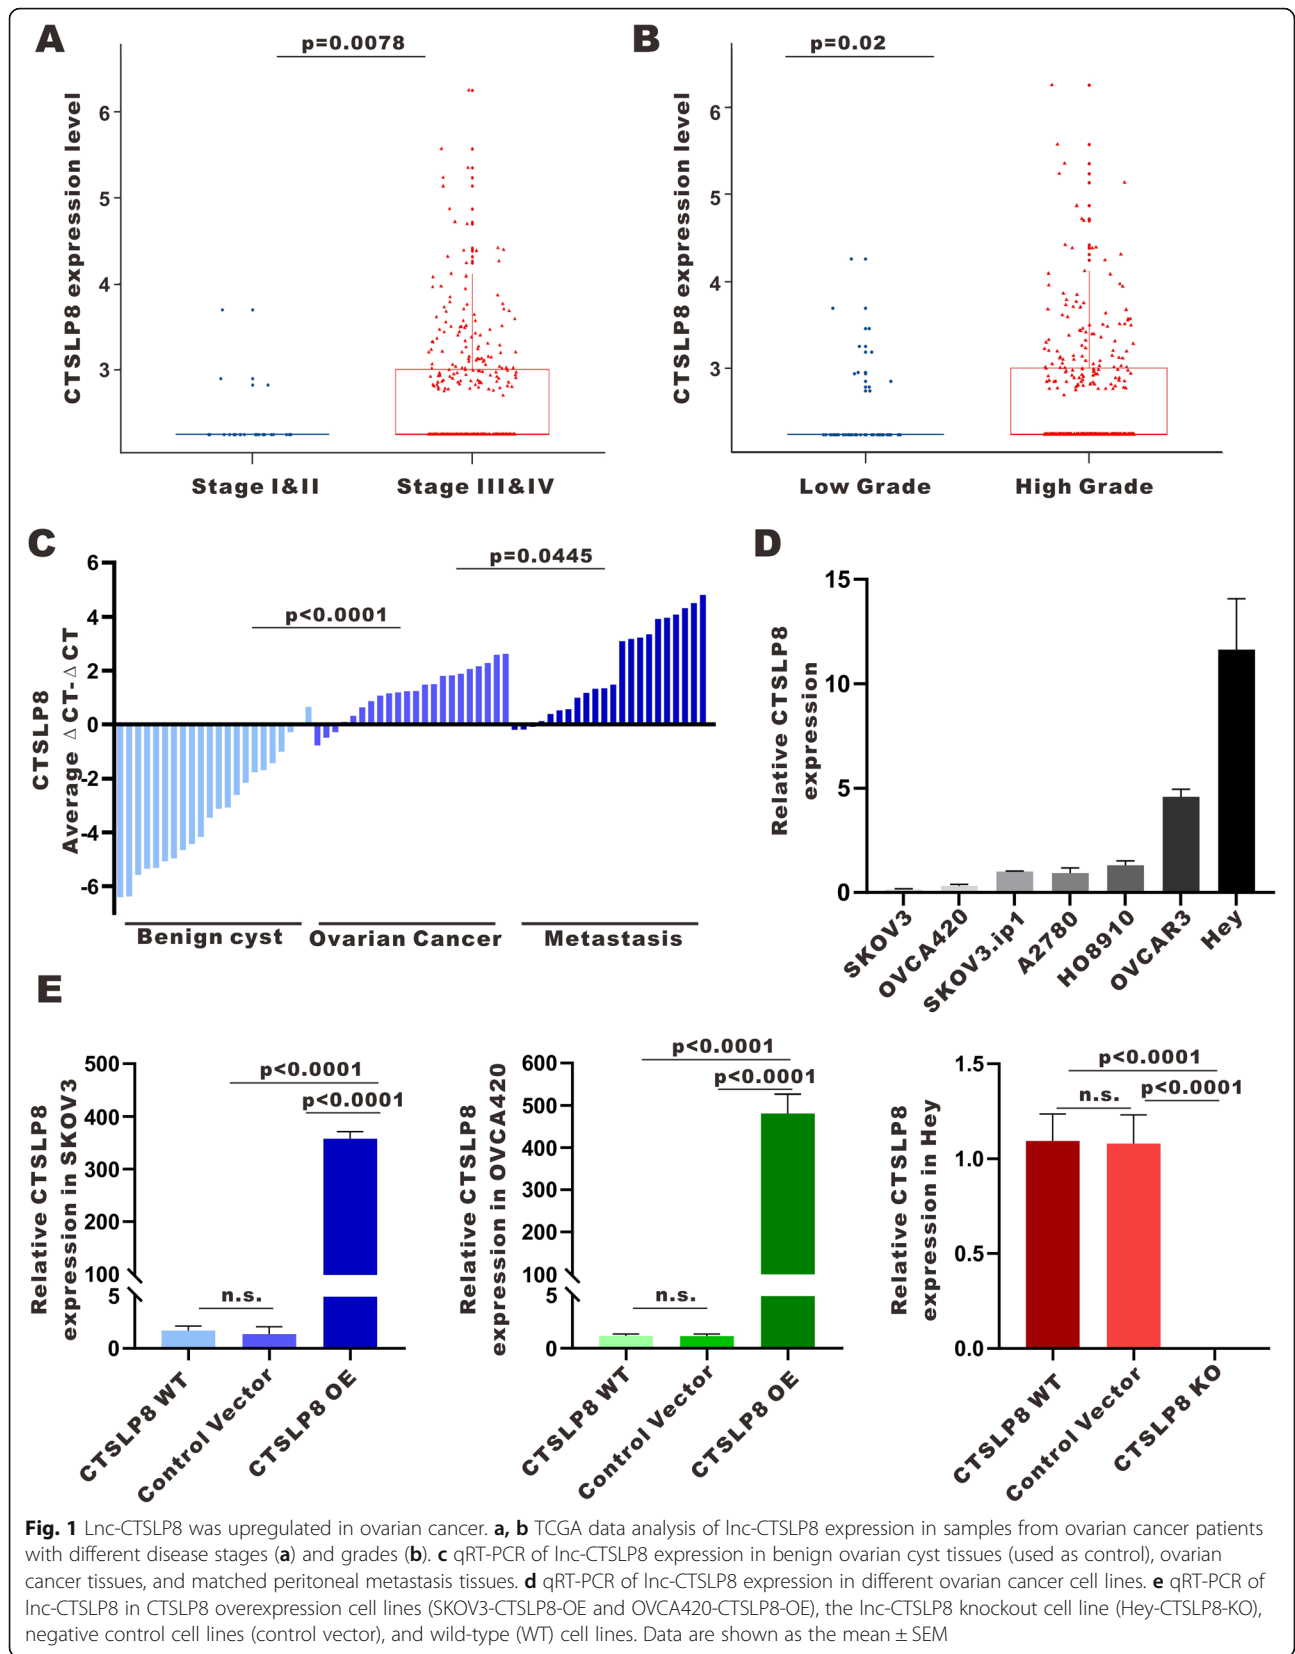 A
p=0.0078
CTSLP8 expression level
6
5
4
3
Stage I&II
Stage III&IV
B
p=0.02
CTSLP8 expression level
6
5
4
3
Low Grade
High Grade
C
p=0.0445
p<0.0001
CTSLP8
Average △CT-△CT
6
4
2
0
-2
-4
-6
Benign cyst
Ovarian Cancer
Metastasis
D
Relative CTSLP8
expression
15
10
5
0
SKOV3
OVCA420
SKOV3.ip1
A2780
HO8910
OVCAR3
Hey
E
Relative CTSLP8
expression in SKOV3
500
400
300
200
100
5
0
p<0.0001
p<0.0001
n.s.
CTSLP8 WT
Control Vector
CTSLP8 OE
Relative CTSLP8
expression in OVCA420
600
500
400
300
200
100
5
0
p<0.0001
p<0.0001
n.s.
CTSLP8 WT
Control Vector
CTSLP8 OE
Relative CTSLP8
expression in Hey
1.5
1.0
0.5
0.0
p<0.0001
n.s.
p<0.0001
CTSLP8 WT
Control Vector
CTSLP8 KO
Fig. 1 Lnc-CTSLP8 was upregulated in ovarian cancer. a, b TCGA data analysis of lnc-CTSLP8 expression in samples from ovarian cancer patients
with different disease stages (a) and grades (b). c qRT-PCR of lnc-CTSLP8 expression in benign ovarian cyst tissues (used as control), ovarian
cancer tissues, and matched peritoneal metastasis tissues. d qRT-PCR of lnc-CTSLP8 expression in different ovarian cancer cell lines. e qRT-PCR of
lnc-CTSLP8 in CTSLP8 overexpression cell lines (SKOV3-CTSLP8-OE and OVCA420-CTSLP8-OE), the lnc-CTSLP8 knockout cell line (Hey-CTSLP8-KO),
negative control cell lines (control vector), and wild-type (WT) cell lines. Data are shown as the mean ± SEM